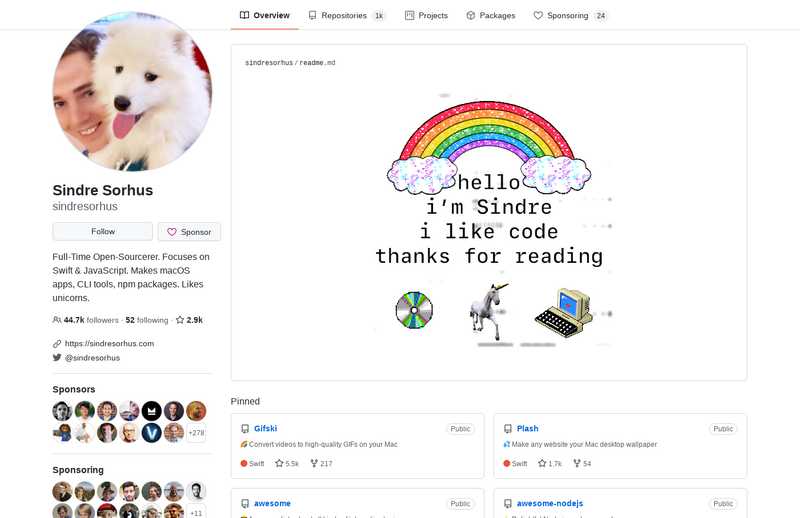 Overview
Repositories 1k
Projects
Packages
Sponsoring 24
sindresorhus / readme.md
hello
i'm Sindre
i like code
thanks for reading
Sindre Sorhus
sindresorhus
Follow
Sponsor
Full-Time Open-Sourcerer. Focuses on
Swift & JavaScript. Makes macOS
apps, CLI tools, npm packages. Likes
unicorns.
44.7k followers · 52 following · 2.9k
https://sindresorhus.com
@sindresorhus
Sponsors
+278
Sponsoring
+11
Pinned
Gifski Public
Convert videos to high-quality GIFs on your Mac
Swift 5.5k 217
Plash Public
Make any website your Mac desktop wallpaper
Swift 1.7k 54
awesome Public
awesome-nodejs Public